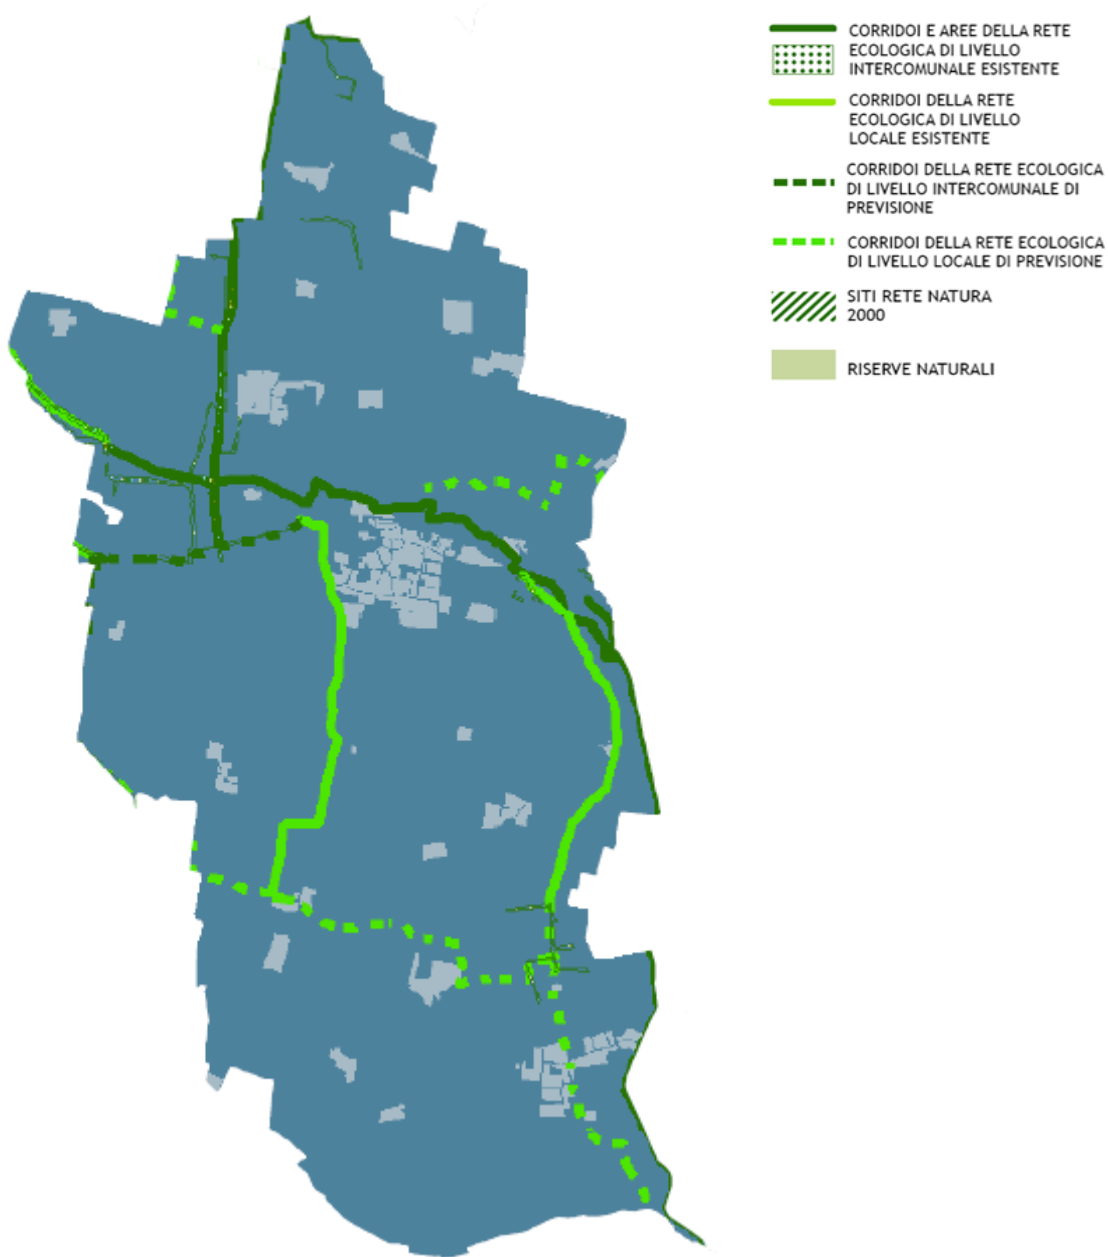 CORRIDOI E AREE DELLA RETE
ECOLOGICA DI LIVELLO
INTERCOMUNALE ESISTENTE
CORRIDOI DELLA RETE
ECOLOGICA DI LIVELLO
LOCALE ESISTENTE
CORRIDOI DELLA RETE ECOLOGICA
DI LIVELLO INTERCOMUNALE DI
PREVISIONE
CORRIDOI DELLA RETE ECOLOGICA
DI LIVELLO LOCALE DI PREVISIONE
SITI RETE NATURA
2000
RISERVE NATURALI